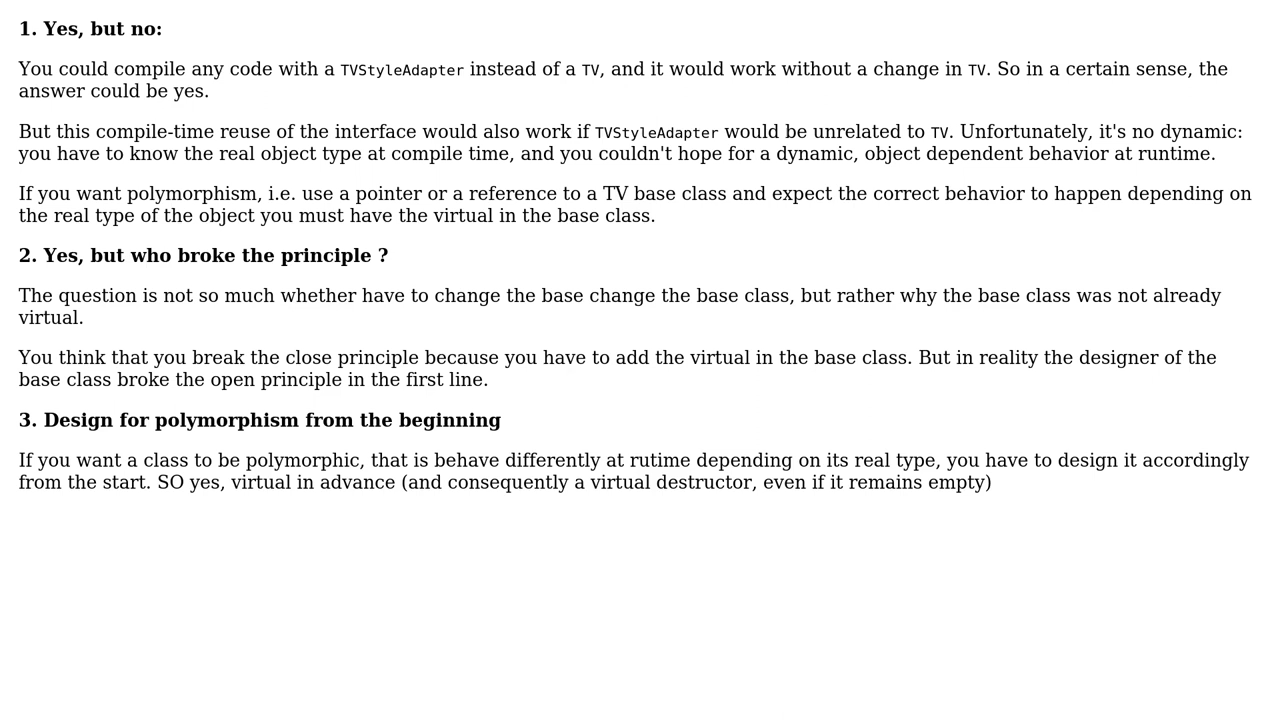 1. Yes, but no:
You could compile any code with a TVStyleAdapter instead of a TV, and it would work without a change in TV. So in a certain sense, the
answer could be yes.
But this compile-time reuse of the interface would also work if TVStyleAdapter would be unrelated to TV. Unfortunately, it's no dynamic:
you have to know the real object type at compile time, and you couldn't hope for a dynamic, object dependent behavior at runtime.
If you want polymorphism, i.e. use a pointer or a reference to a TV base class and expect the correct behavior to happen depending on
the real type of the object you must have the virtual in the base class.
2. Yes, but who broke the principle ?
The question is not so much whether have to change the base change the base class, but rather why the base class was not already
virtual.
You think that you break the close principle because you have to add the virtual in the base class. But in reality the designer of the
base class broke the open principle in the first line.
3. Design for polymorphism from the beginning
If you want a class to be polymorphic, that is behave differently at rutime depending on its real type, you have to design it accordingly
from the start. SO yes, virtual in advance (and consequently a virtual destructor, even if it remains empty)